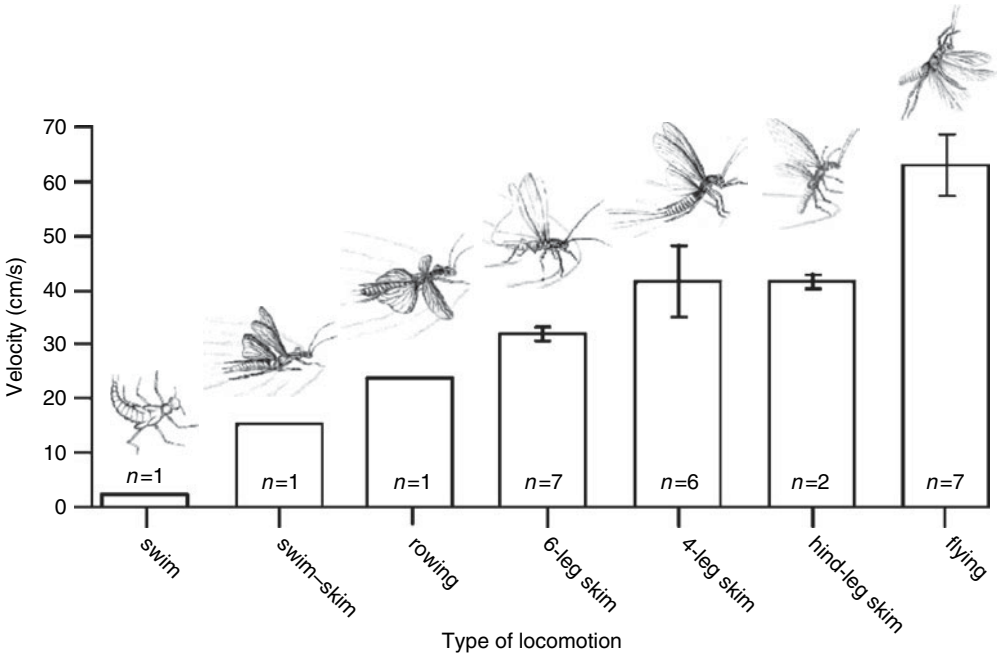 Velocity (cm/s)
70
60
50
40
30
20
10
0
n=1
n=1
n=1
n=7
n=6
n=2
n=7
swim
swim–skim
rowing
6-leg skim
4-leg skim
hind-leg skim
flying
Type of locomotion